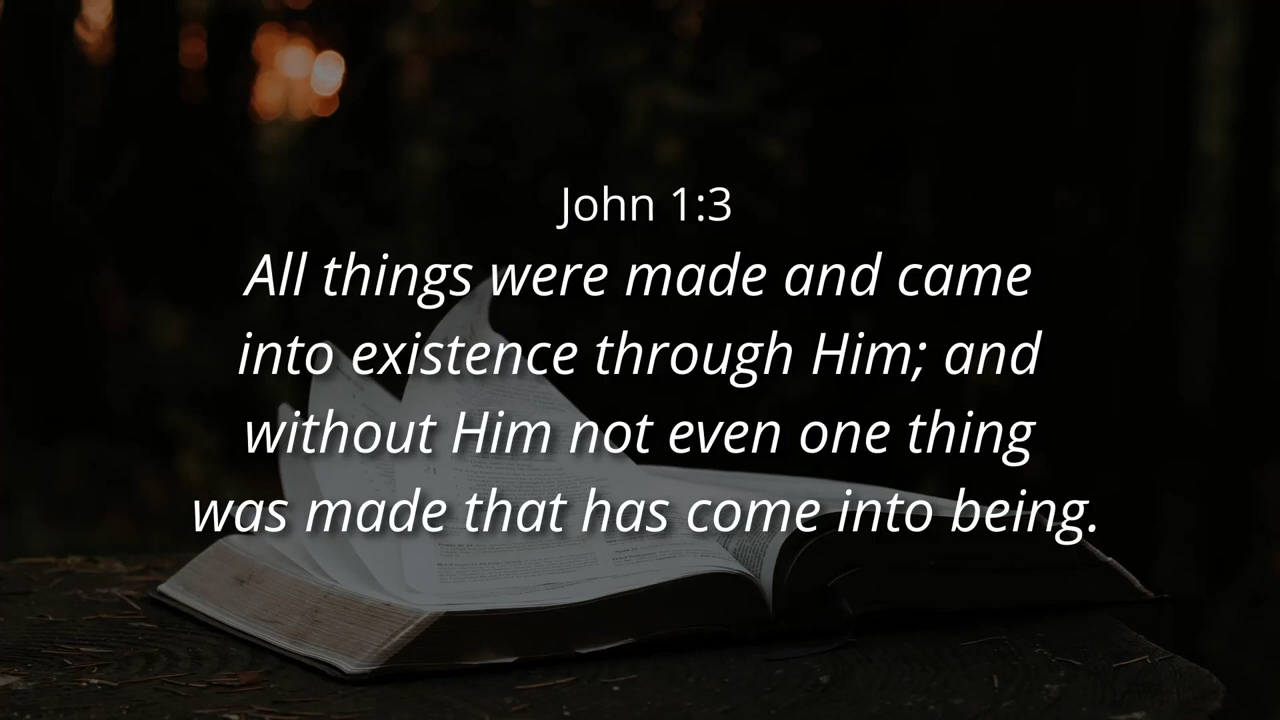 John 1:3
All things were made and came
into existence through Him; and
without Him not even one thing
was made that has come into being.